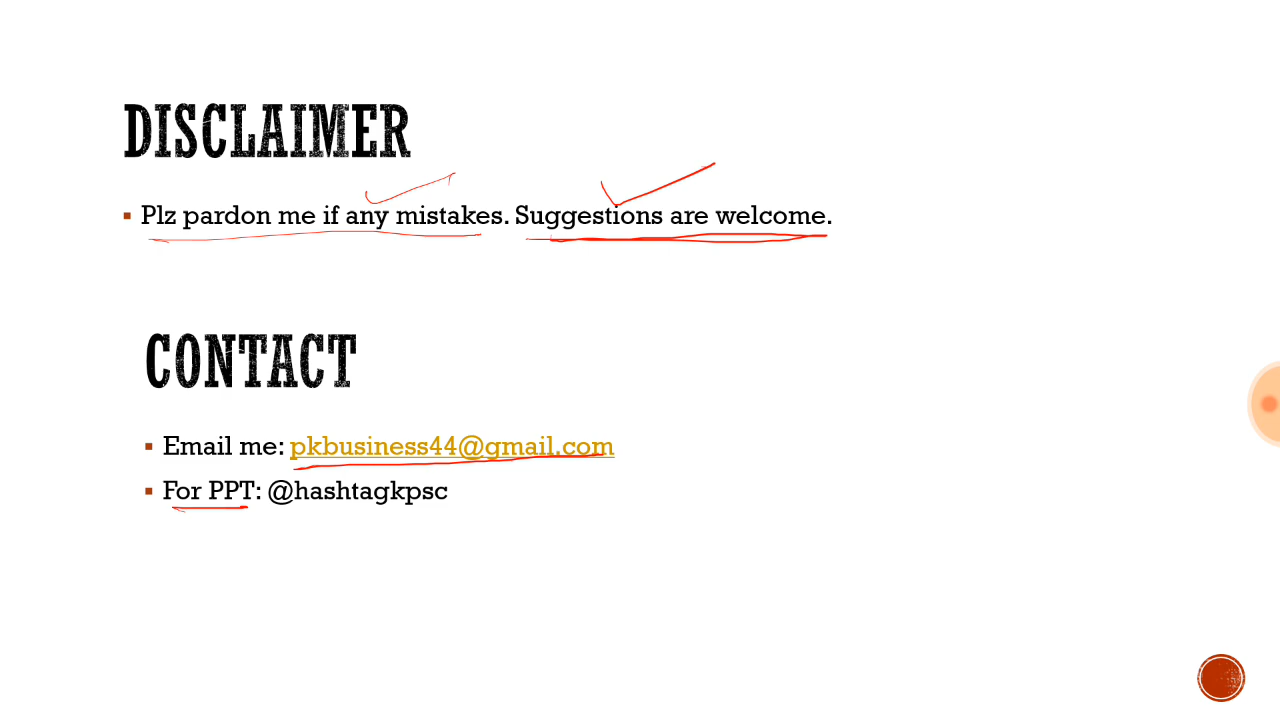 DISCLAIMER
Plz pardon me if any mistakes. Suggestions are welcome.
CONTACT
Email me: pkbusiness44@gmail.com
For PPT: @hashtagkpsc